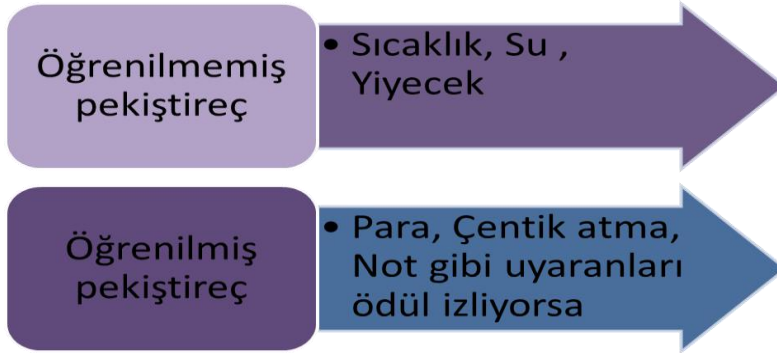 Öğrenilmemiş
pekiştireç
• Sıcaklık, Su ,
Yiyecek
Öğrenilmiş
pekiştireç
• Para, Çentik atma,
Not gibi uyaranları
ödül izliyorsa